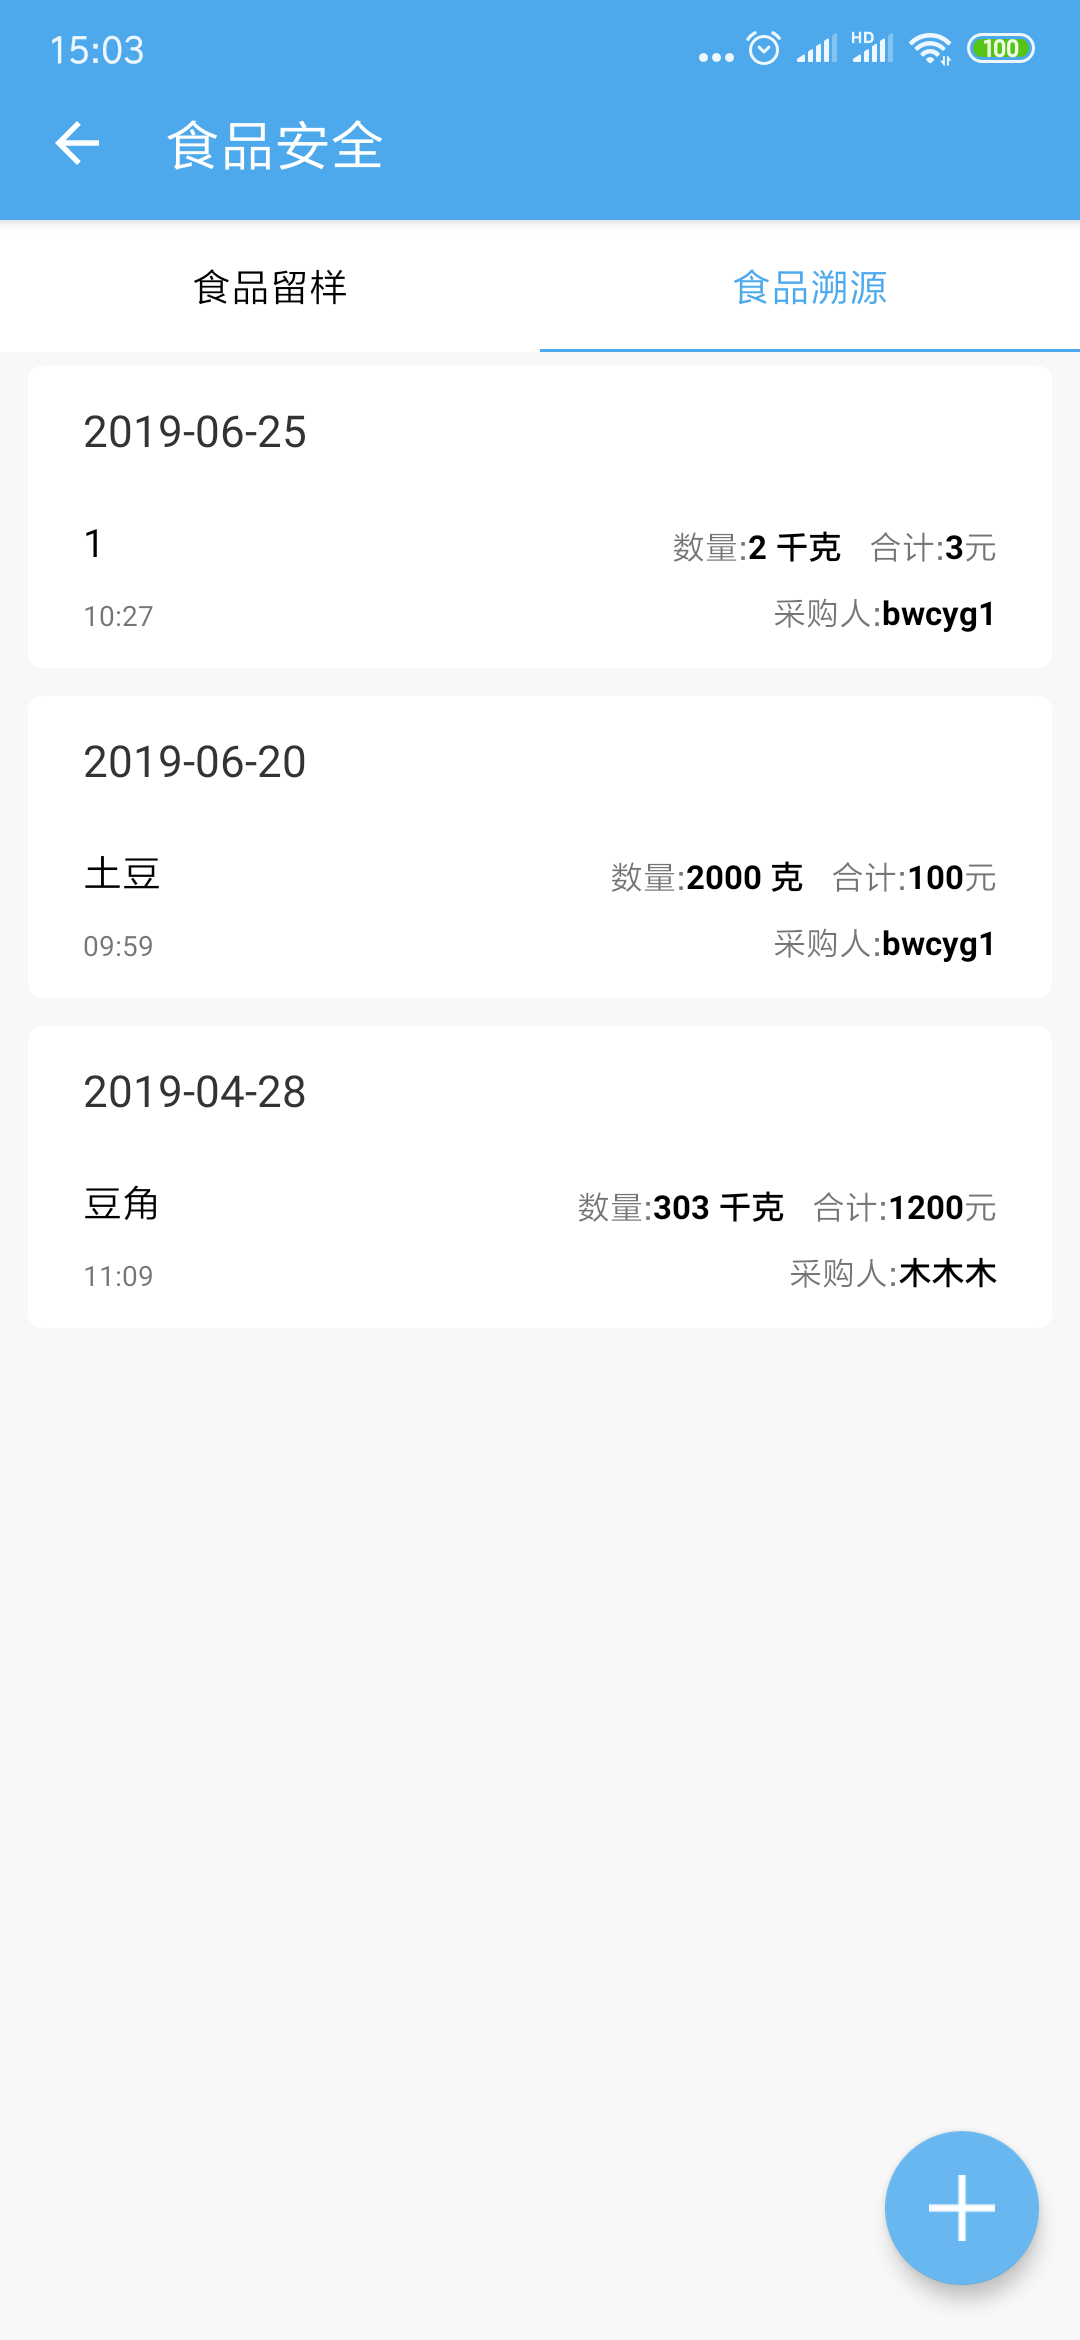 15:03 HD 100
食品安全
食品留样 食品溯源
2019-06-25
1 数量:2 千克 合计:3元
10:27 采购人:bwcyg1
2019-06-20
土豆 数量:2000 克 合计:100元
09:59 采购人:bwcyg1
2019-04-28
豆角 数量:303 千克 合计:1200元
11:09 采购人:木木木